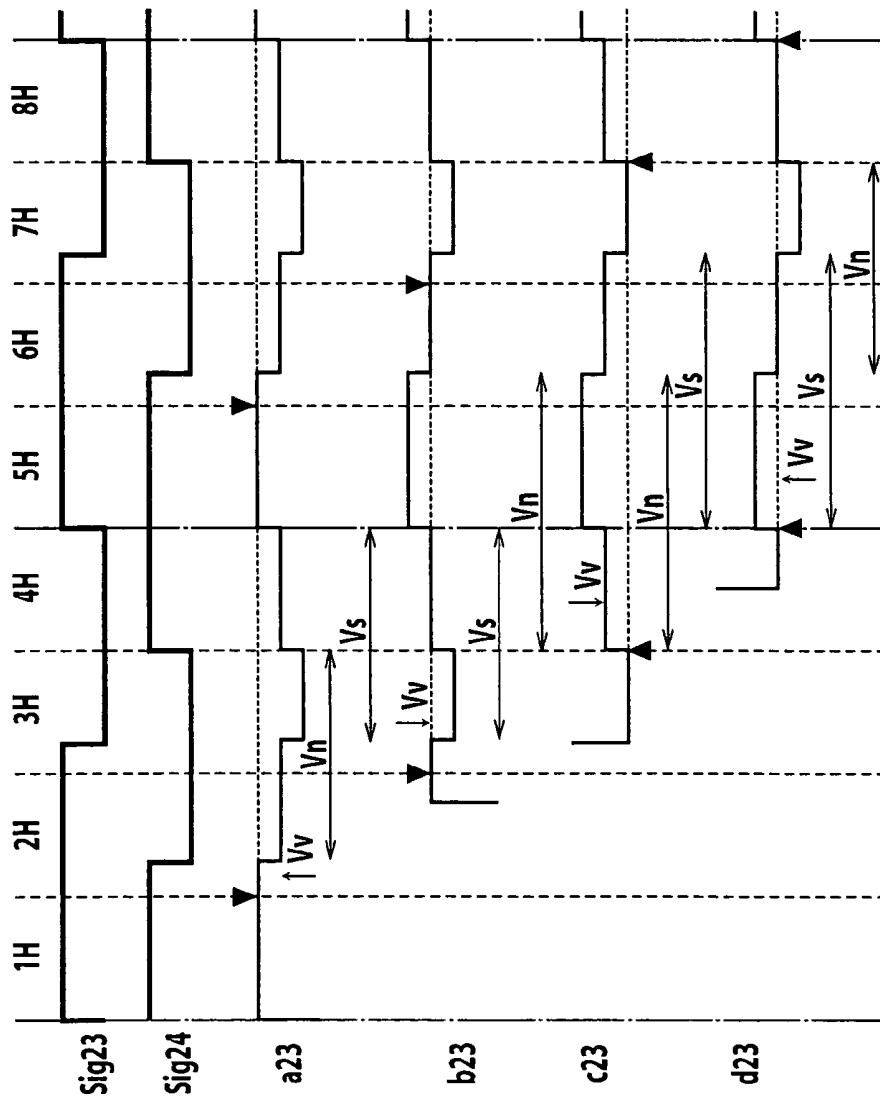 1H 2H 3H 4H 5H 6H 7H 8H
Sig23
Sig24
a23
Vv
Vn
Vs
b23
Vv
Vs
Vn
c23
Vv
Vn
Vs
d23
Vv
Vs
Vn